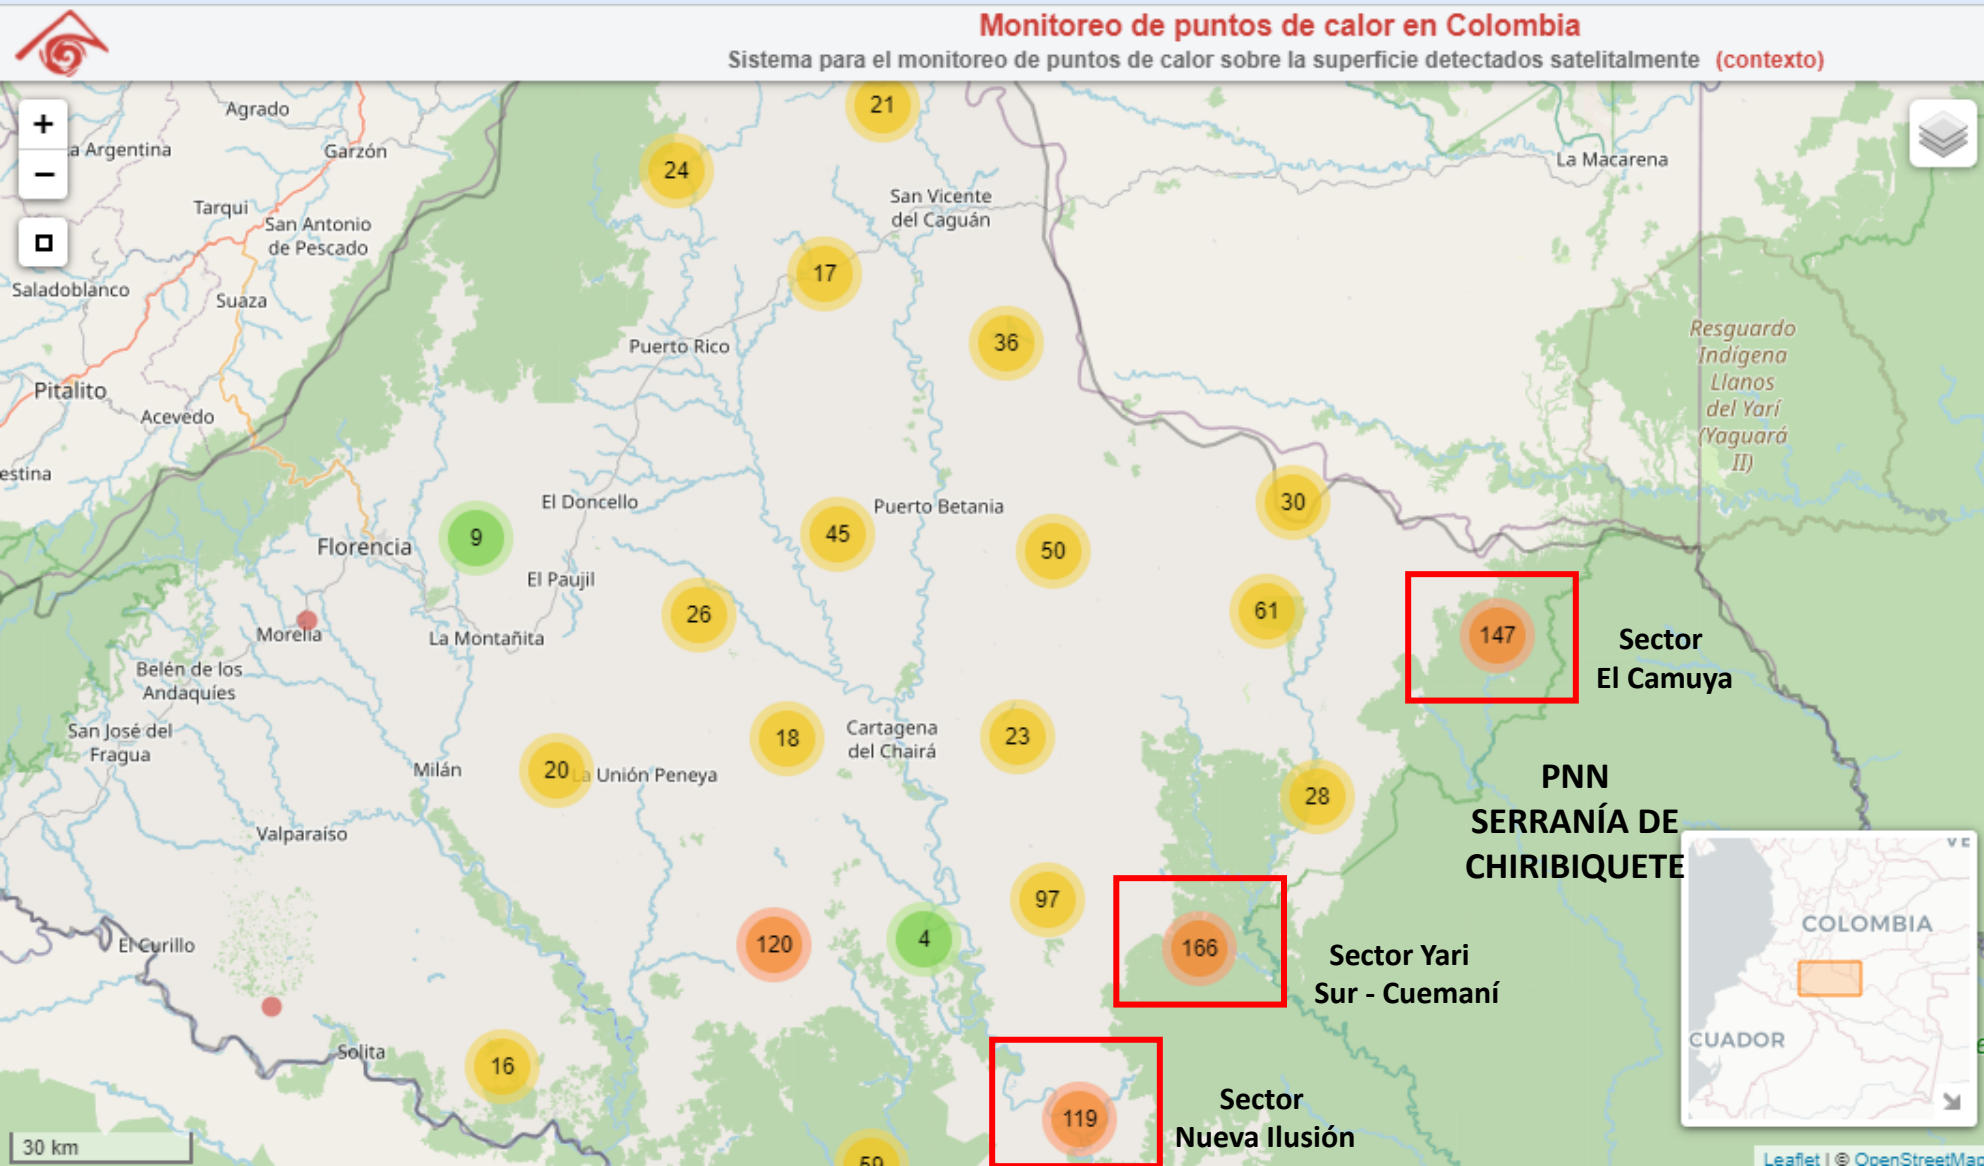 Monitoreo de puntos de calor en Colombia
Sistema para el monitoreo de puntos de calor sobre la superficie detectados satelitalmente (contexto)
+
−
21
Agrado
a Argentina
Garzón
24
La Macarena
San Vicente
del Caguán
Tarqui
San Antonio
de Pescado
17
Saladoblanco
Suaza
36
Puerto Rico
Resguardo
Indígena
Llanos
del Yarí
(Yaguará
II)
Pitalito
Acevedo
estina
El Doncello
Puerto Betania
30
9
45
50
Florencia
El Paujil
26
61
147
Sector
El Camuya
Morelia
La Montañita
Belén de los
Andaquíes
San José del
Fragua
18
Cartagena
del Chairá
23
Milán
20
La Unión Peneya
28
PNN
SERRANÍA DE
CHIRIBIQUETE
Valparaíso
97
120
4
166
El Curillo
Sector Yari
Sur - Cuemaní
VE
COLOMBIA
CUADOR
Solita
16
119
Sector
Nueva Ilusión
59
30 km
Leaflet | © OpenStreetMap